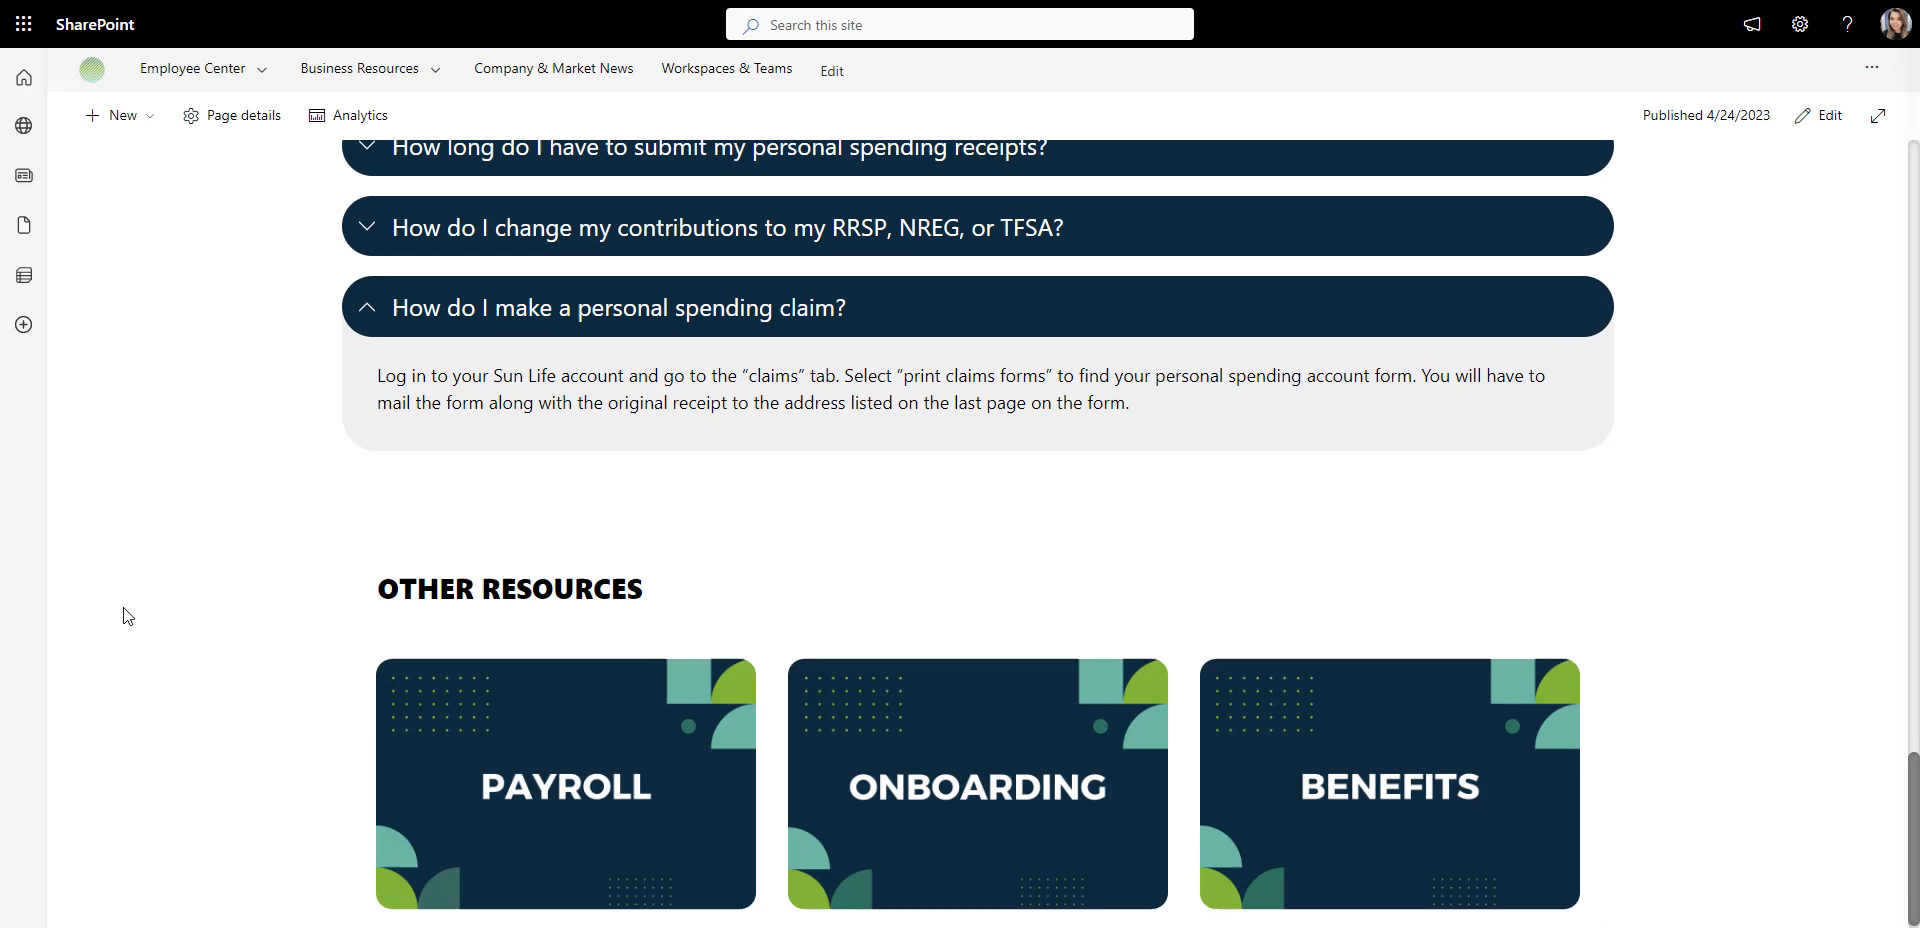 SharePoint
Search this site
?
Employee Center
Business Resources
Company & Market News
Workspaces & Teams
Edit
...
New
Page details
Analytics
Published 4/24/2023
Edit
How long do I have to submit my personal spending receipts?
How do I change my contributions to my RRSP, NREG, or TFSA?
How do I make a personal spending claim?
Log in to your Sun Life account and go to the “claims” tab. Select “print claims forms” to find your personal spending account form. You will have to
mail the form along with the original receipt to the address listed on the last page on the form.
OTHER RESOURCES
PAYROLL
ONBOARDING
BENEFITS